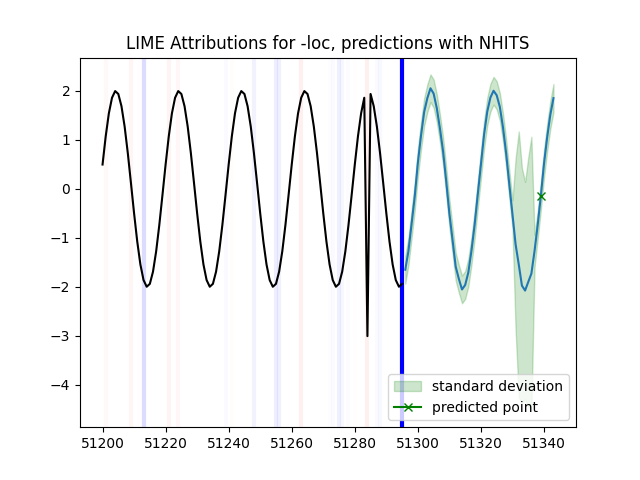 LIME Attributions for -loc, predictions with NHITS
2
1
0
−1
−2
−3
−4
standard deviation
predicted point
51200 51220 51240 51260 51280 51300 51320 51340